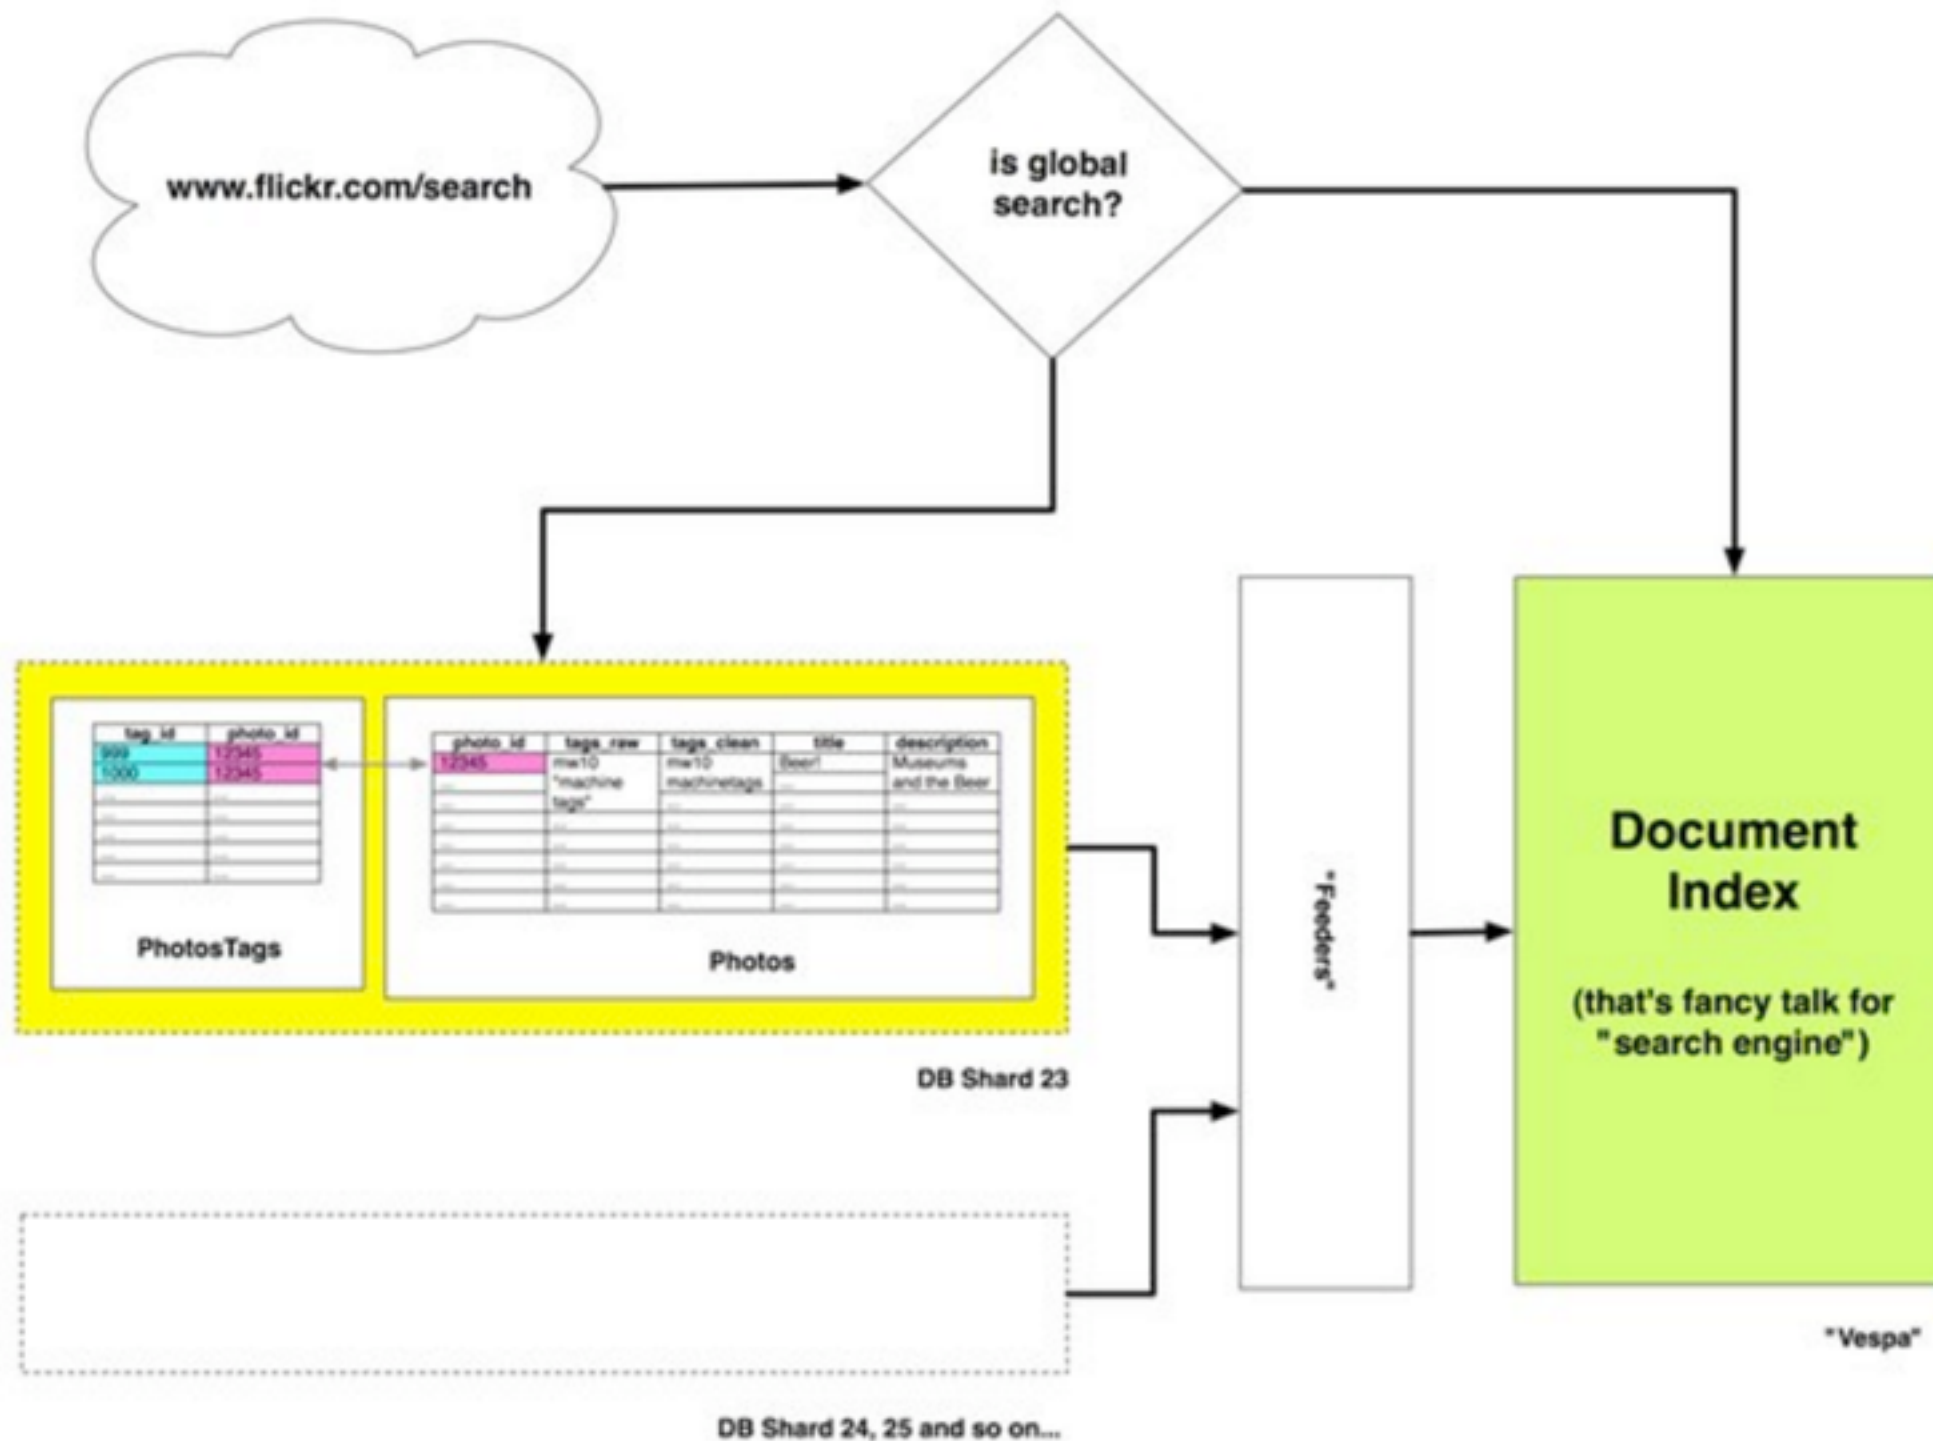 www.flickr.com/search
is global
search?
tag_id photo_id
999 12345
1000 12345
... ...
... ...
... ...
... ...
... ...
PhotosTags
photo_id tags_raw tags_clean title description
12345 mw10 mw10 Beer! Museums
... "machine machinetags ... and the Beer
... tags" ... ... ...
... ... ... ... ...
... ... ... ... ...
... ... ... ... ...
... ... ... ... ...
... ... ... ... ...
Photos
DB Shard 23
"Feeders"
Document
Index
(that's fancy talk for
"search engine")
"Vespa"
DB Shard 24, 25 and so on...